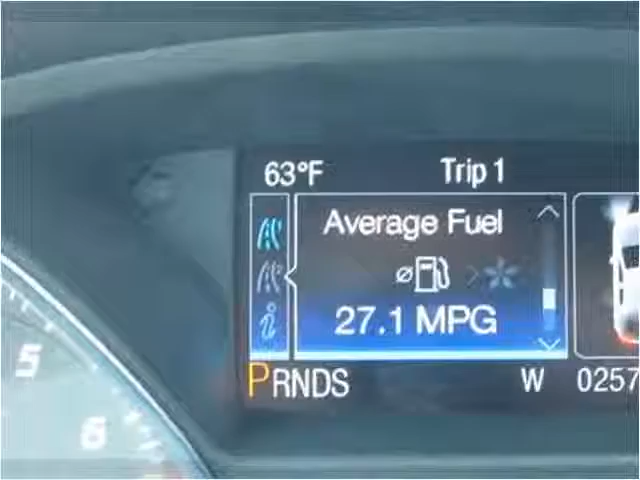 63°F Trip 1
Average Fuel
27.1 MPG
PRNDS W 0257
5
6